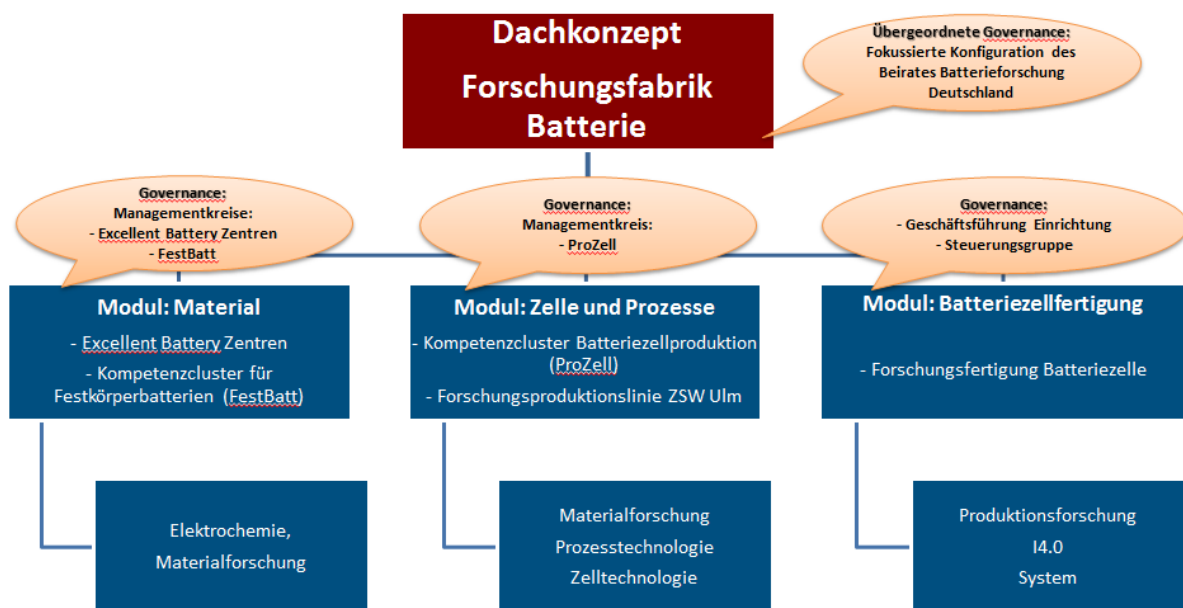 Dachkonzept
Forschungsfabrik
Batterie
Übergeordnete Governance:
Fokussierte Konfiguration des
Beirates Batterieforschung
Deutschland
Governance:
Managementkreise:
- Excellent Battery Zentren
- FestBatt
Governance:
Managementkreis:
- ProZell
Governance:
- Geschäftsführung Einrichtung
- Steuerungsgruppe
Modul: Material
- Excellent Battery Zentren
- Kompetenzcluster für
Festkörperbatterien (FestBatt)
Modul: Zelle und Prozesse
- Kompetenzcluster Batteriezellproduktion
(ProZell)
- Forschungsproduktionslinie ZSW Ulm
Modul: Batteriezellfertigung
- Forschungsfertigung Batteriezelle
Elektrochemie,
Materialforschung
Materialforschung
Prozesstechnologie
Zelltechnologie
Produktionsforschung
I4.0
System